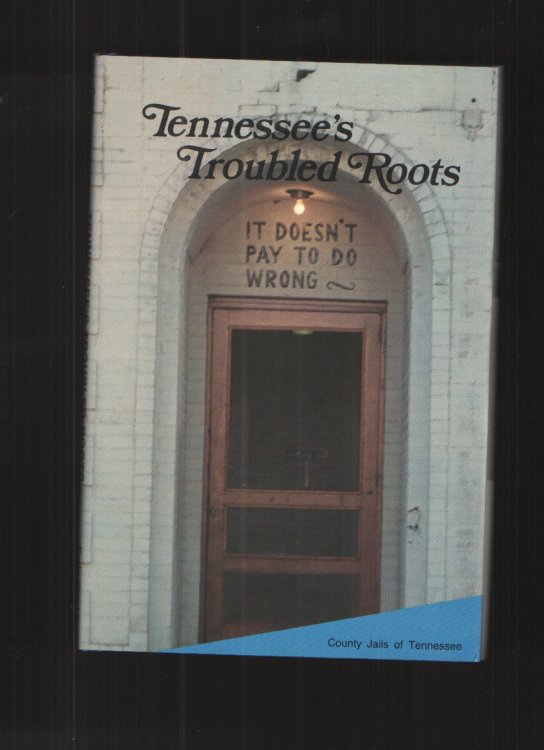 Tennessee's
Troubled Roots
IT DOESN'T
PAY TO DO
WRONG ~
County Jails of Tennessee